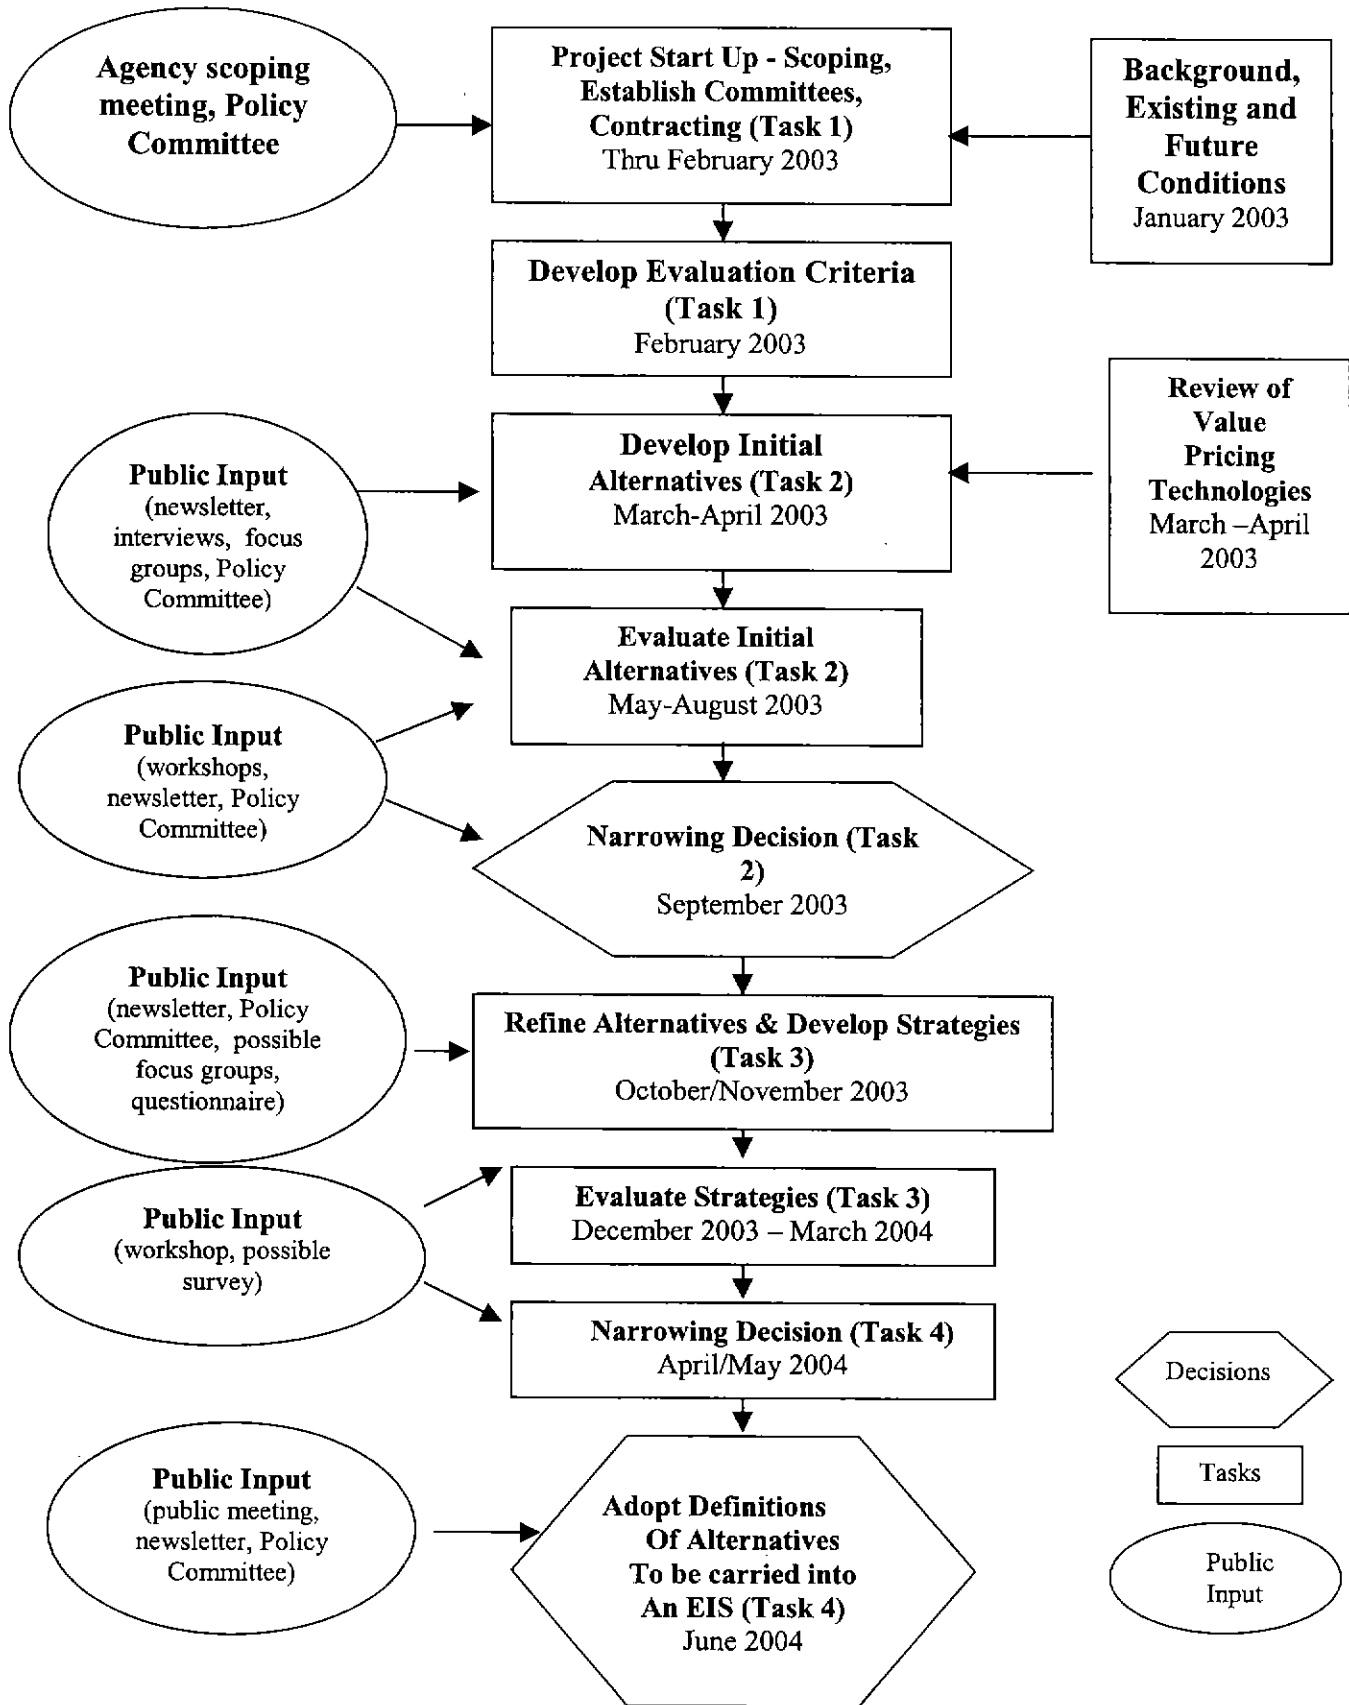 Agency scoping
meeting, Policy
Committee
Project Start Up - Scoping,
Establish Committees,
Contracting (Task 1)
Thru February 2003
Background,
Existing and
Future
Conditions
January 2003
Develop Evaluation Criteria
(Task 1)
February 2003
Public Input
(newsletter,
interviews, focus
groups, Policy
Committee)
Develop Initial
Alternatives (Task 2)
March-April 2003
Review of
Value
Pricing
Technologies
March –April
2003
Evaluate Initial
Alternatives (Task 2)
May-August 2003
Public Input
(workshops,
newsletter, Policy
Committee)
Narrowing Decision (Task
2)
September 2003
Public Input
(newsletter, Policy
Committee, possible
focus groups,
questionnaire)
Refine Alternatives & Develop Strategies
(Task 3)
October/November 2003
Public Input
(workshop, possible
survey)
Evaluate Strategies (Task 3)
December 2003 – March 2004
Narrowing Decision (Task 4)
April/May 2004
Public Input
(public meeting,
newsletter, Policy
Committee)
Adopt Definitions
Of Alternatives
To be carried into
An EIS (Task 4)
June 2004
Decisions
Tasks
Public
Input